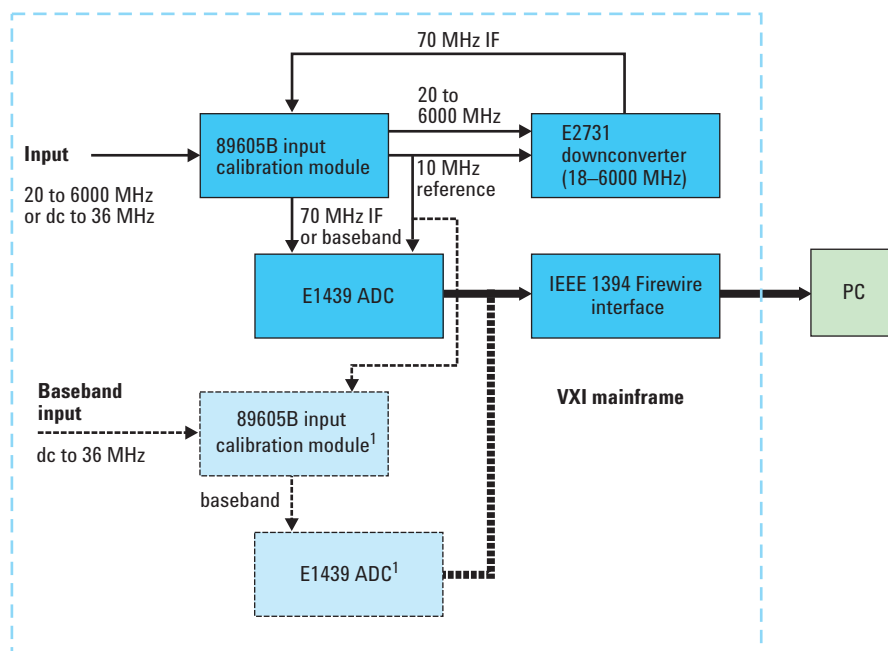 70 MHz IF
20 to
6000 MHz
E2731
downconverter
(18–6000 MHz)
89605B input
calibration module
Input
20 to 6000 MHz
or dc to 36 MHz
10 MHz
reference
70 MHz IF
or baseband
E1439 ADC
IEEE 1394 Firewire
interface
PC
Baseband
input
dc to 36 MHz
89605B input
calibration module¹
VXI mainframe
baseband
E1439 ADC¹